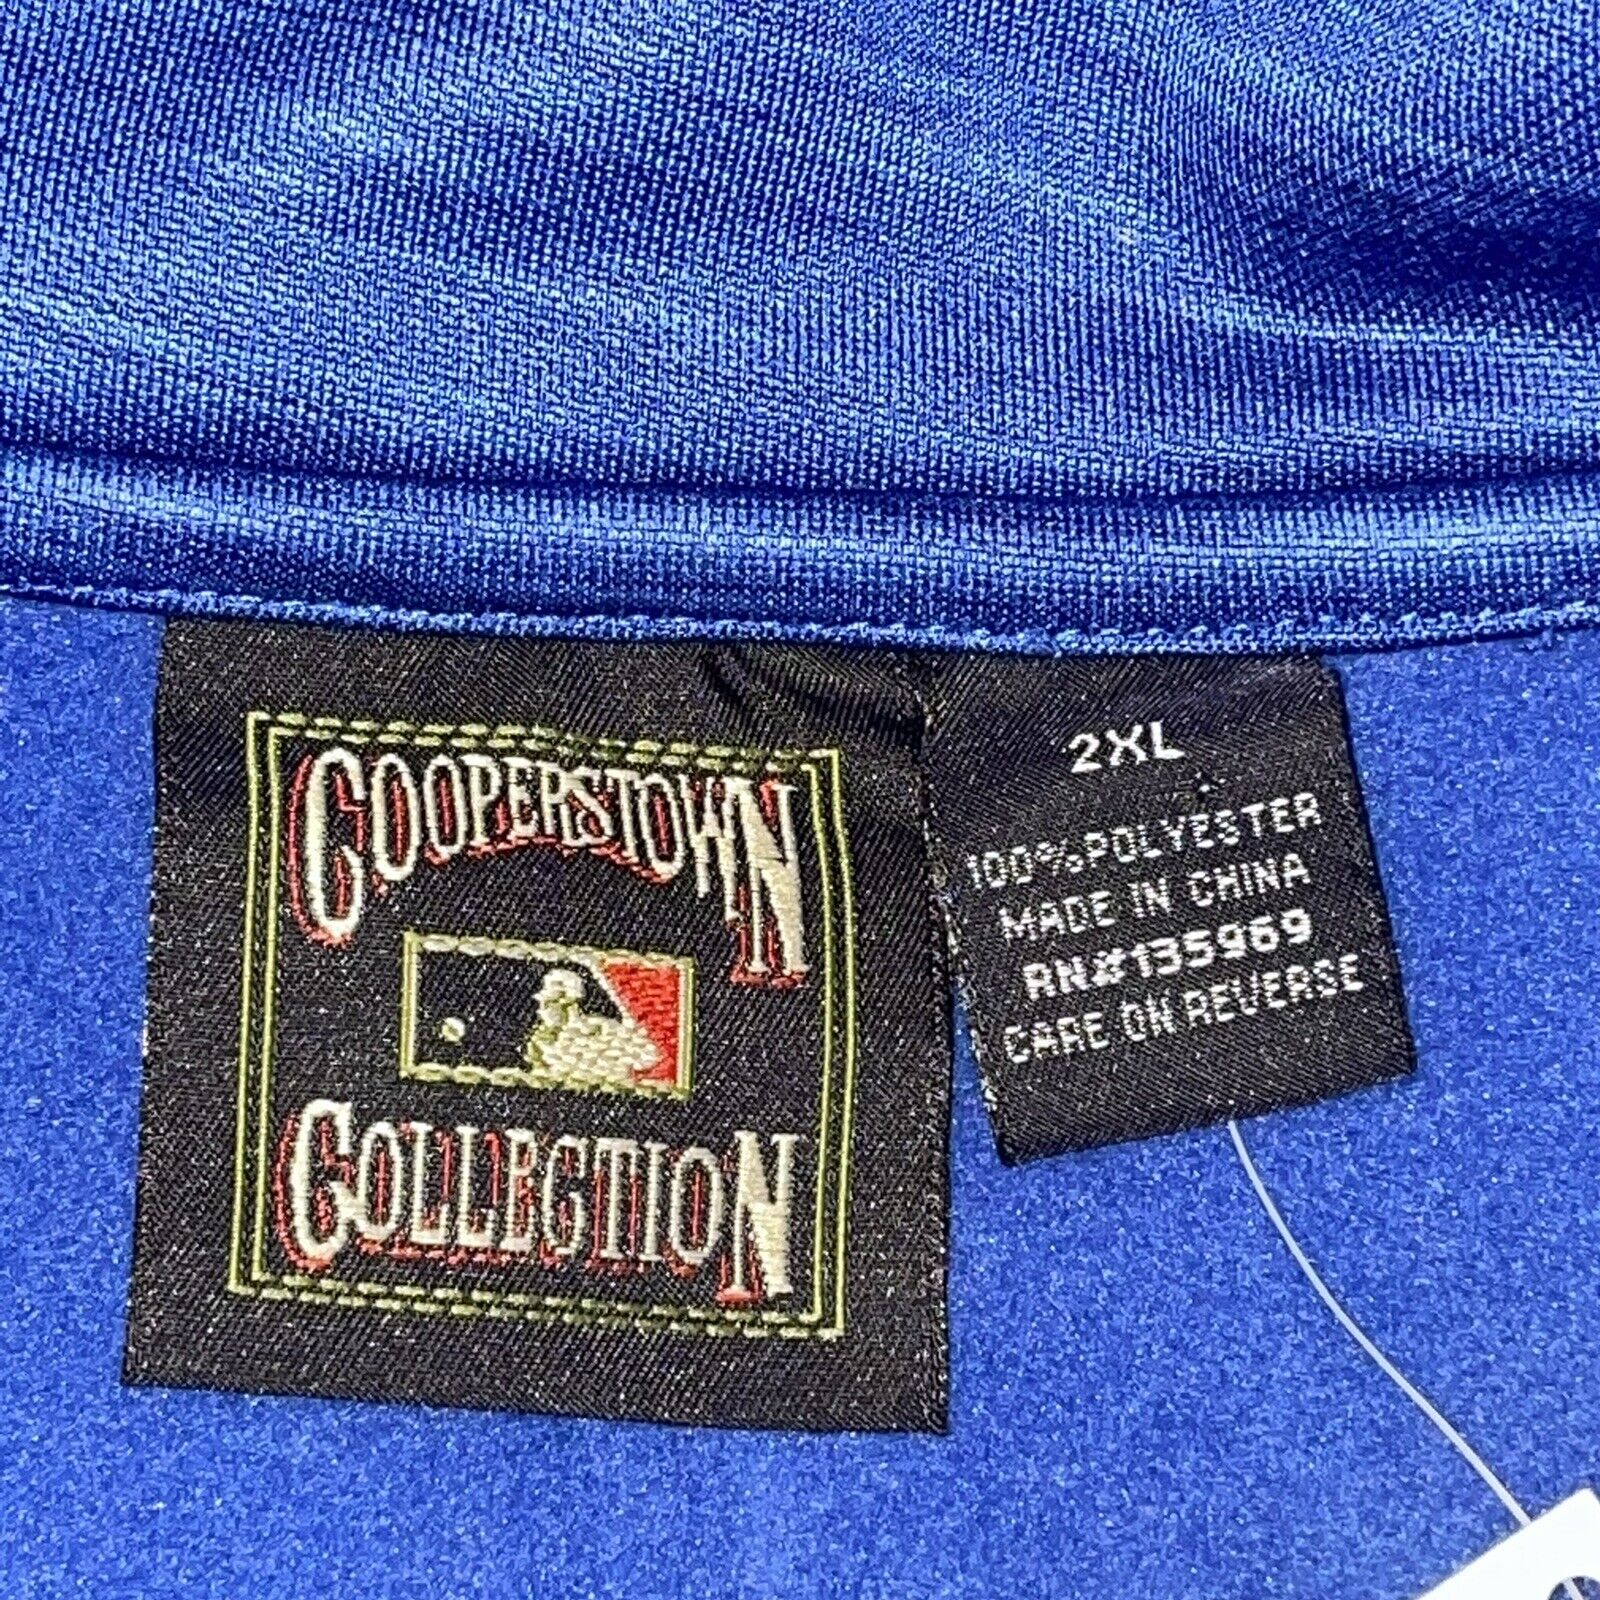 COOPERSTOWN
COLLECTION
2XL
100%POLYESTER
MADE IN CHINA
RN#135969
CARE ON REVERSE